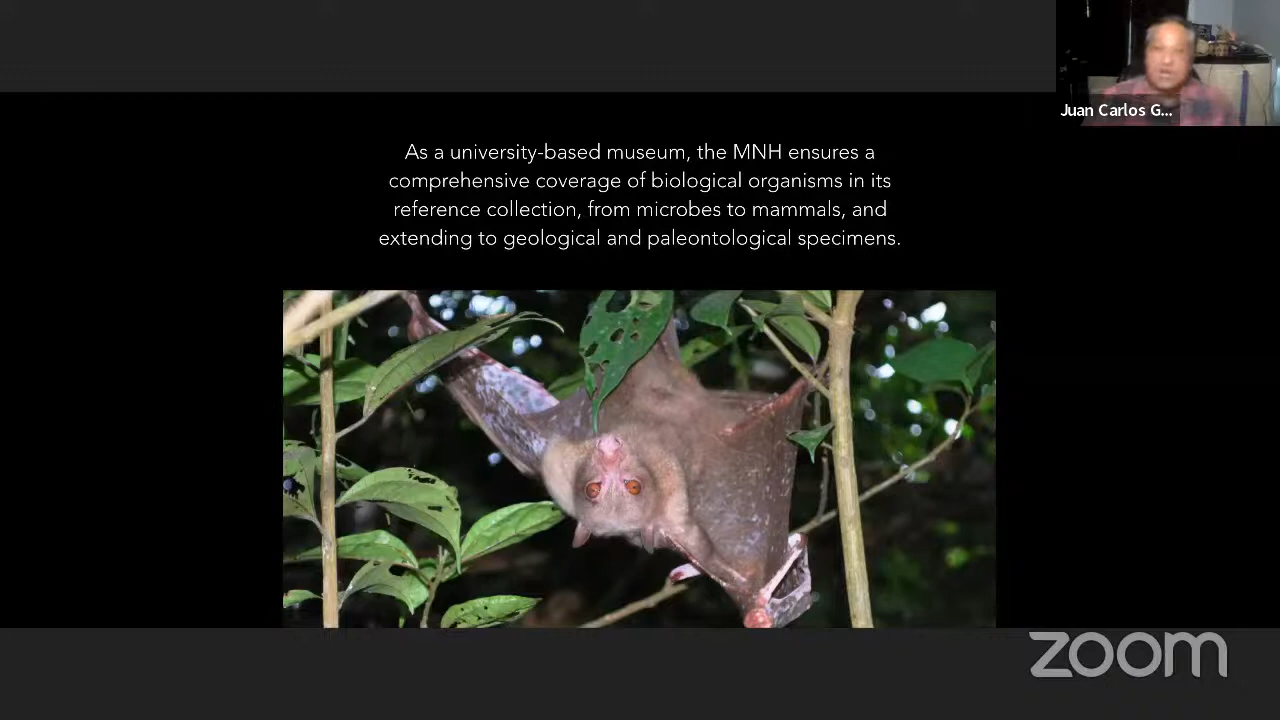 Juan Carlos G...
As a university-based museum, the MNH ensures a
comprehensive coverage of biological organisms in its
reference collection, from microbes to mammals, and
extending to geological and paleontological specimens.
zoom